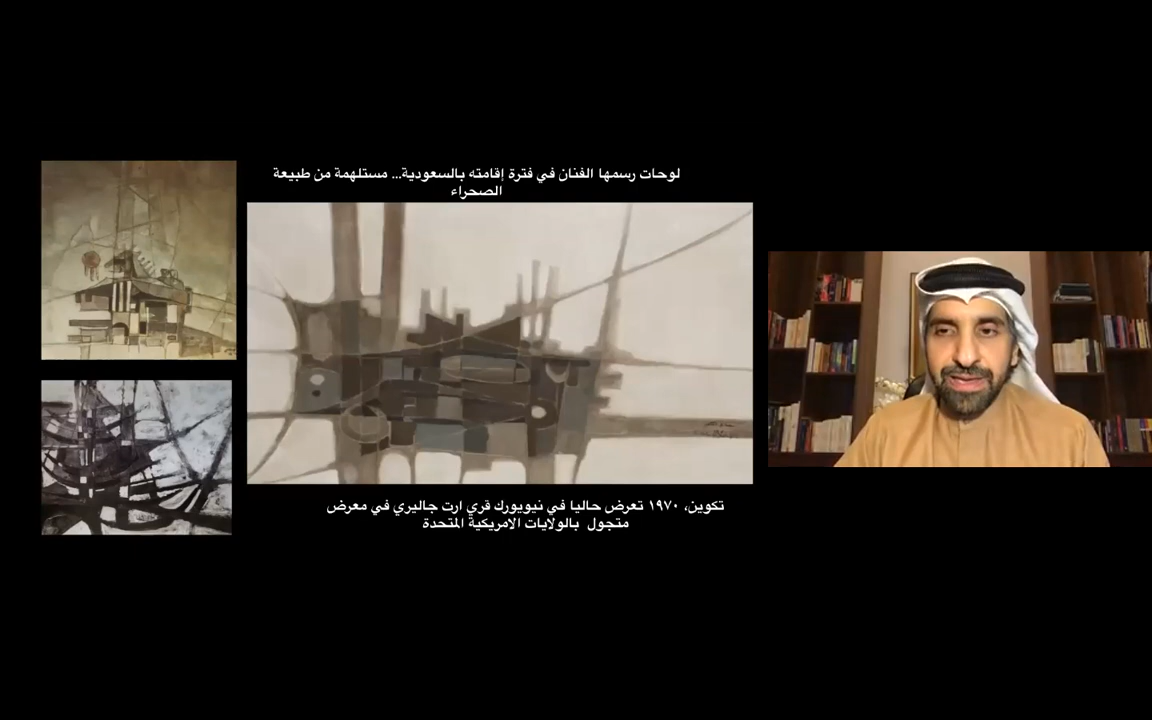 لوحات رسمها الفنان في فترة إقامته بالسعودية... مستلهمة من طبيعة
الصحراء
تكوين، ١٩٧٠ تعرض حاليا في نيويورك قري ارت جاليري في معرض
متجول بالولايات الامريكية المتحدة